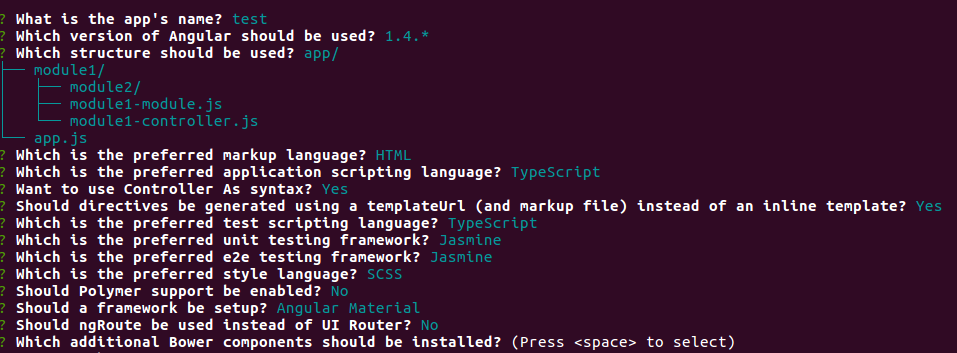 ? What is the app's name? test
? Which version of Angular should be used? 1.4.*
? Which structure should be used? app/
├── module1/
│   ├── module2/
│   ├── module1-module.js
│   └── module1-controller.js
└── app.js
? Which is the preferred markup language? HTML
? Which is the preferred application scripting language? TypeScript
? Want to use Controller As syntax? Yes
? Should directives be generated using a templateUrl (and markup file) instead of an inline template? Yes
? Which is the preferred test scripting language? TypeScript
? Which is the preferred unit testing framework? Jasmine
? Which is the preferred e2e testing framework? Jasmine
? Which is the preferred style language? SCSS
? Should Polymer support be enabled? No
? Should a framework be setup? Angular Material
? Should ngRoute be used instead of UI Router? No
? Which additional Bower components should be installed? (Press <space> to select)